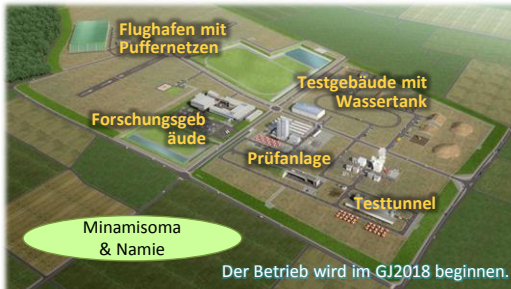 Flughafen mit
Puffernetzen
Testgebäude mit
Wassertank
Forschungsgeb
äude
Prüfanlage
Testtunnel
Minamisoma
& Namie
Der Betrieb wird im GJ2018 beginnen.